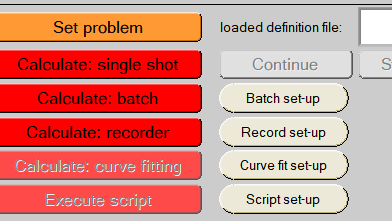 Set problem loaded definition file:
Calculate: single shot Continue S
Calculate: batch Batch set-up
Calculate: recorder Record set-up
Calculate: curve fitting Curve fit set-up
Execute script Script set-up